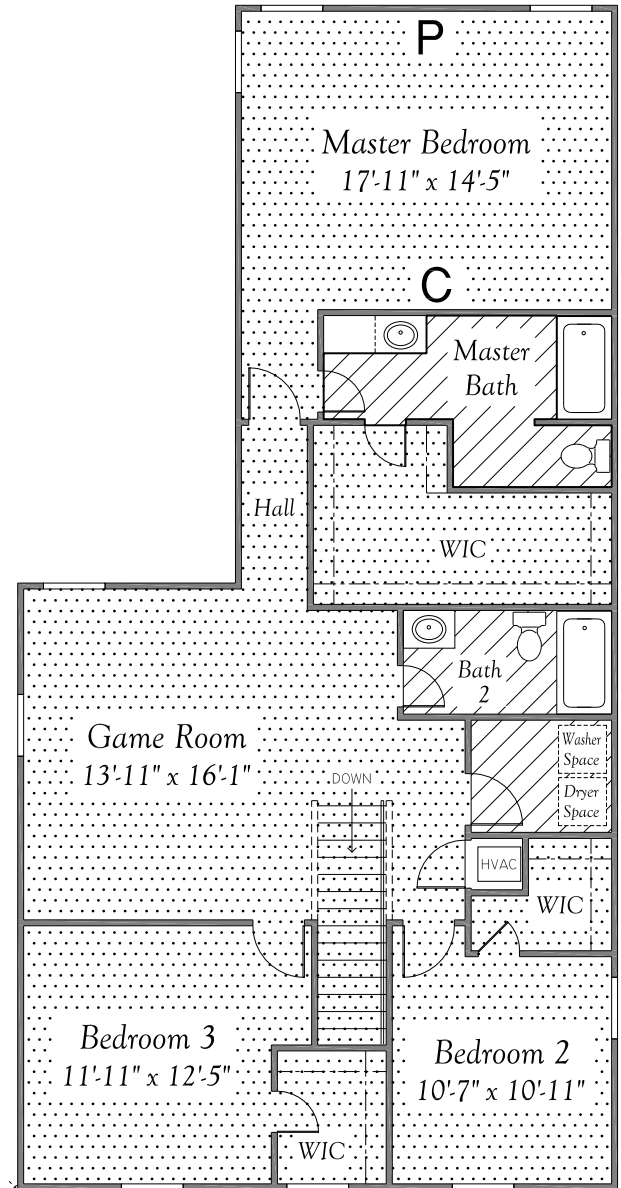 P
Master Bedroom
17'-11" x 14'-5"
C
Master
Bath
Hall
WIC
Bath
2
Game Room
13'-11" x 16'-1"
Washer
Space
DOWN
Dryer
Space
HVAC
WIC
Bedroom 3
11'-11" x 12'-5"
Bedroom 2
10'-7" x 10'-11"
WIC